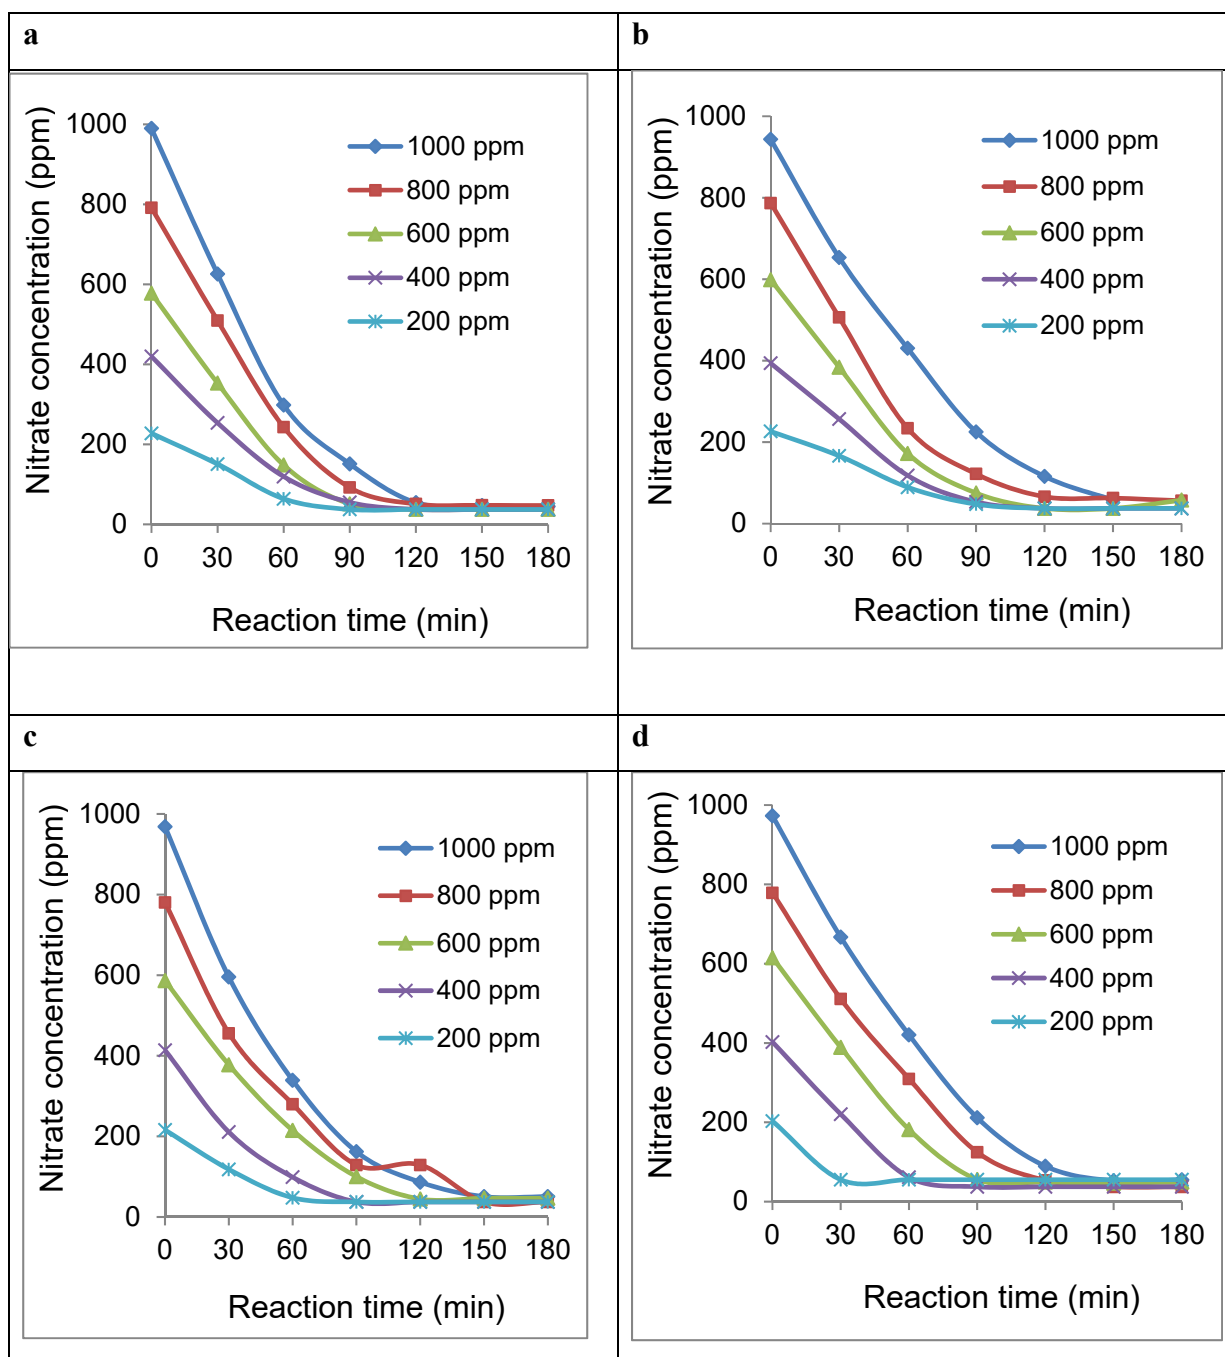 a
b
Nitrate concentration (ppm)
1000
800
600
400
200
0
0 30 60 90 120 150 180
Reaction time (min)
1000 ppm
800 ppm
600 ppm
400 ppm
200 ppm
Nitrate concentration (ppm)
1000
800
600
400
200
0
0 30 60 90 120 150 180
Reaction time (min)
1000 ppm
800 ppm
600 ppm
400 ppm
200 ppm
c
d
Nitrate concentration (ppm)
1000
800
600
400
200
0
0 30 60 90 120 150 180
Reaction time (min)
1000 ppm
800 ppm
600 ppm
400 ppm
200 ppm
Nitrate concentration (ppm)
1000
800
600
400
200
0
0 30 60 90 120 150 180
Reaction time (min)
1000 ppm
800 ppm
600 ppm
400 ppm
200 ppm